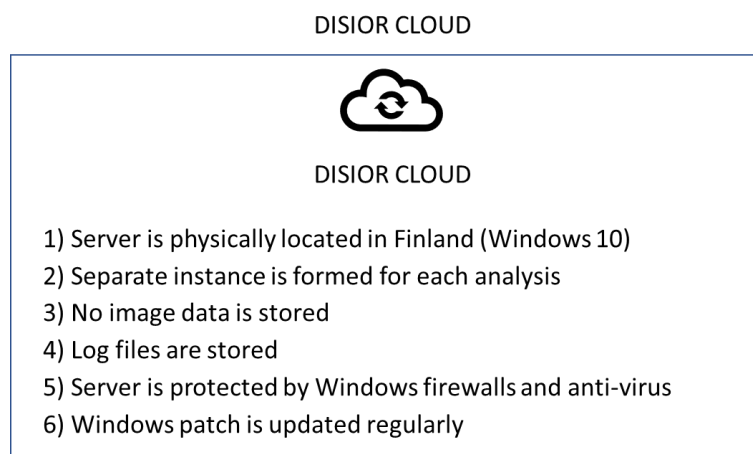 DISIOR CLOUD
DISIOR CLOUD
1) Server is physically located in Finland (Windows 10)
2) Separate instance is formed for each analysis
3) No image data is stored
4) Log files are stored
5) Server is protected by Windows firewalls and anti-virus
6) Windows patch is updated regularly